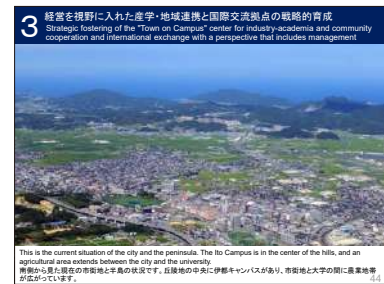 3
経営を視野に入れた産学・地域連携と国際交流拠点の戦略的育成
Strategic fostering of the "Town on Campus" center for industry-academia and community
cooperation and international exchange with a perspective that includes management
This is the current situation of the city and the peninsula. The Ito Campus is in the center of the hills, and an
agricultural area extends between the city and the university.
南側から見た現在の市街地と半島の状況です。丘陵地の中央に伊都キャンパスがあり、市街地と大学の間に農業地帯
が広がっています。
44